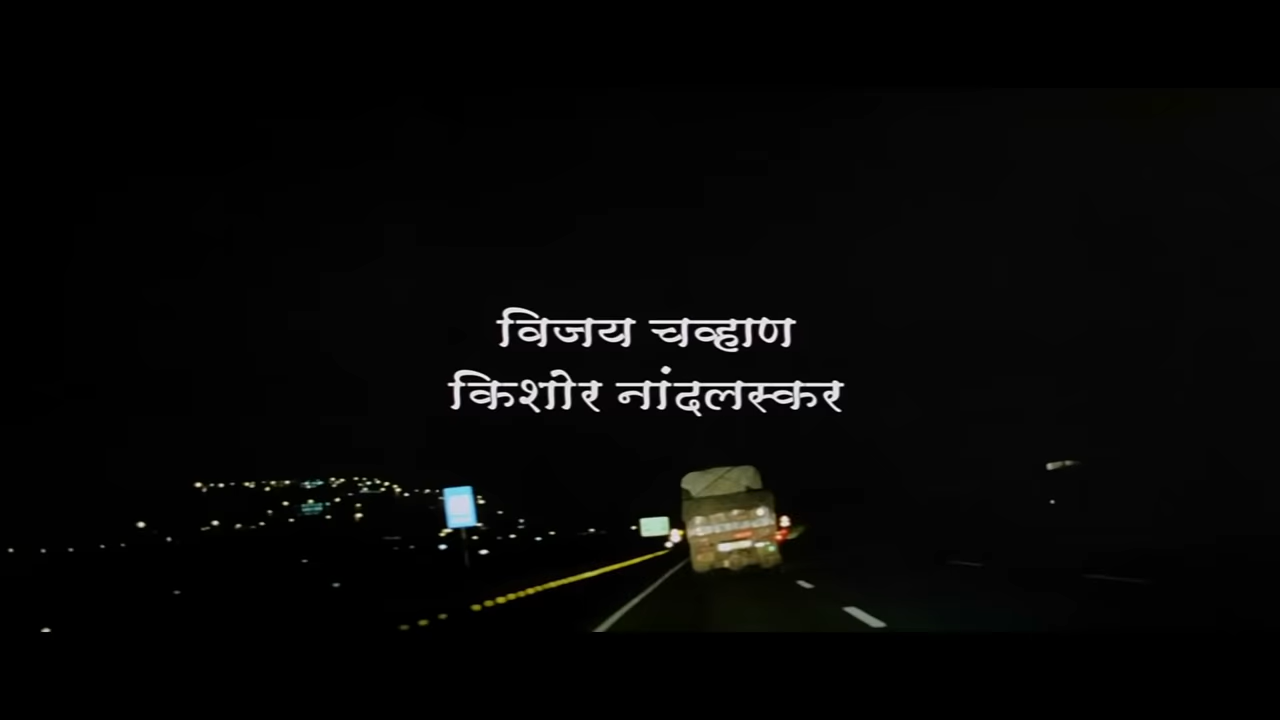 विजय चव्हाण
किशोर नांदलस्कर